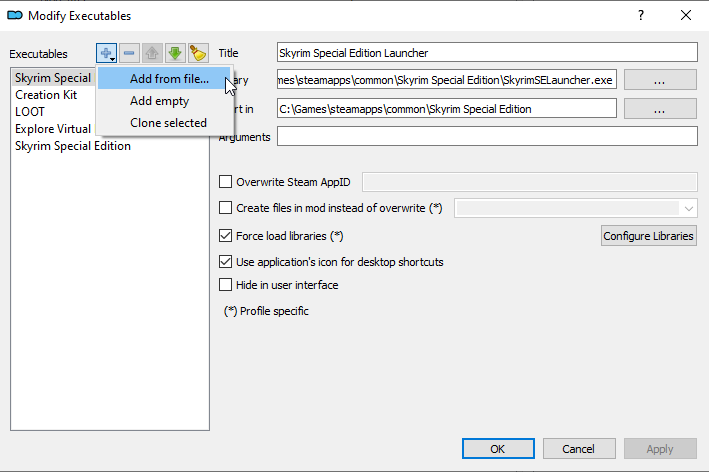 Modify Executables
?
Executables
Title
Skyrim Special Edition Launcher
Skyrim Special
Add from file...
ary
mes\steamapps\common\Skyrim Special Edition\SkyrimSELauncher.exe
...
Creation Kit
Add empty
rt in
C:\Games\steamapps\common\Skyrim Special Edition
...
LOOT
Clone selected
Explore Virtual
Arguments
Skyrim Special Edition
Overwrite Steam AppID
Create files in mod instead of overwrite (*)
Force load libraries (*)
Configure Libraries
Use application's icon for desktop shortcuts
Hide in user interface
(*) Profile specific
OK
Cancel
Apply